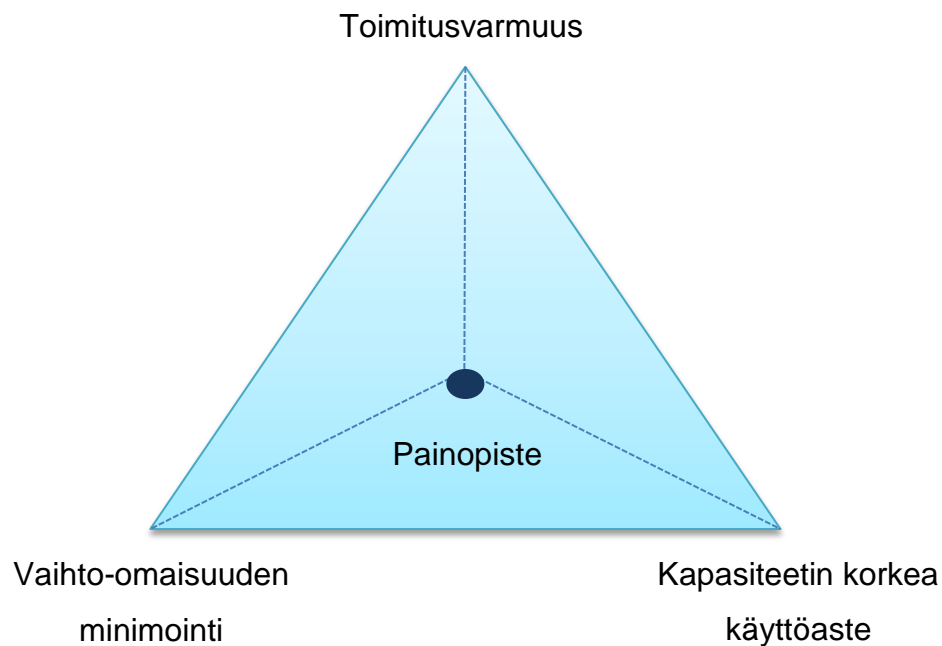 Toimitusvarmuus
Painopiste
Vaihto-omaisuuden
minimointi
Kapasiteetin korkea
käyttöaste